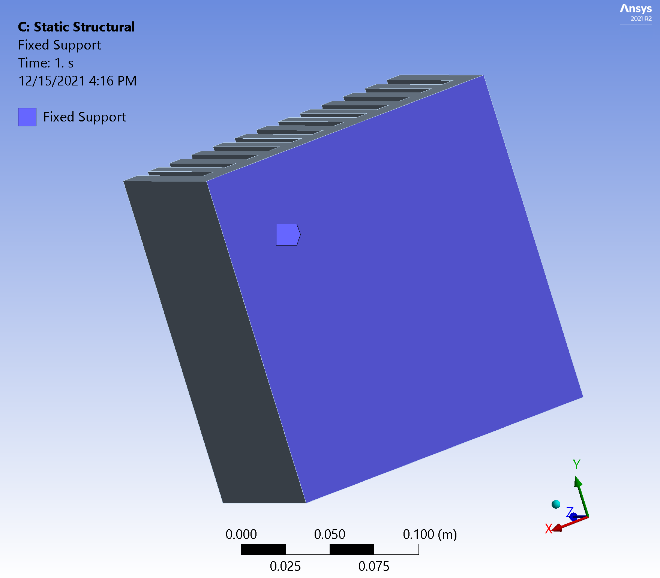 C: Static Structural
Fixed Support
Time: 1. s
12/15/2021 4:16 PM
Fixed Support
Ansys
2021 R2
Y
Z
X
0.000 0.050 0.100 (m)
0.025 0.075